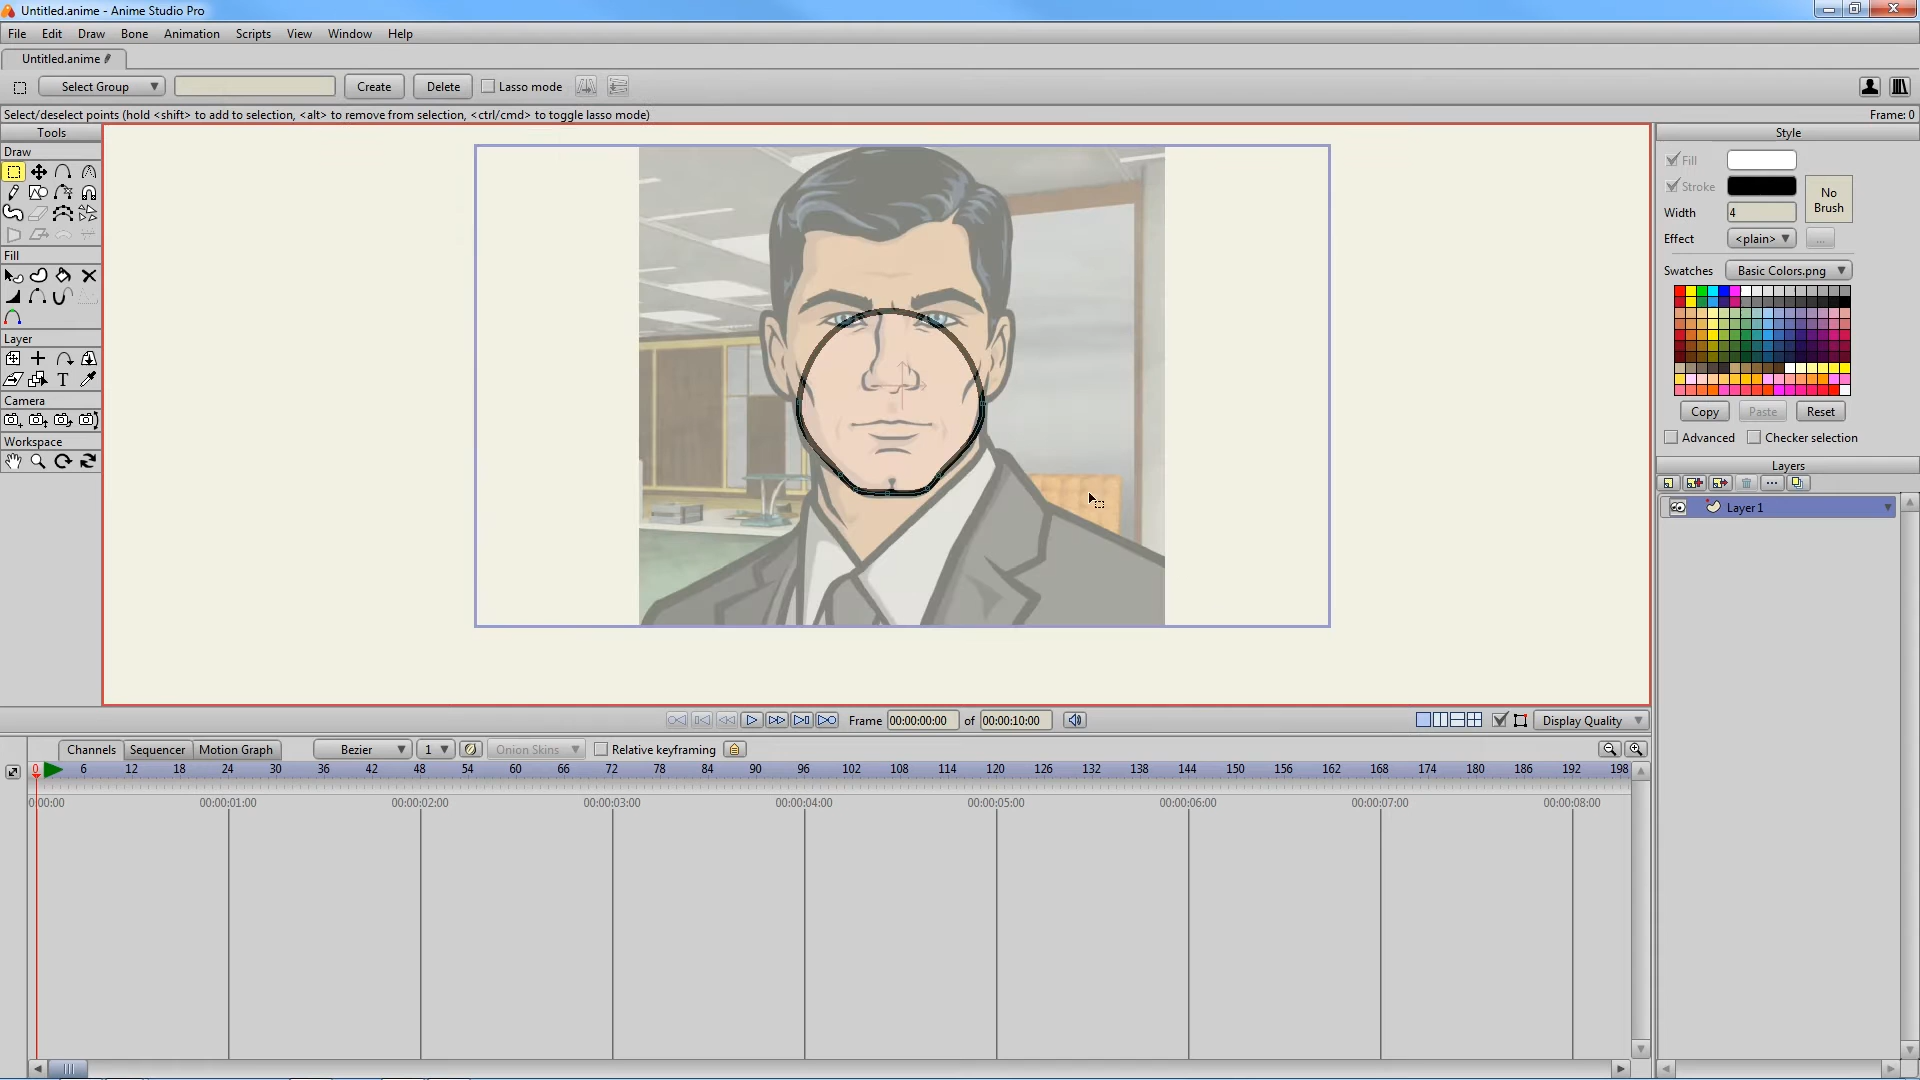 Untitled.anime - Anime Studio Pro
File Edit Draw Bone Animation Scripts View Window Help
Untitled.anime
Select Group Create Delete Lasso mode
Select/deselect points (hold <shift> to add to selection, <alt> to remove from selection, <ctrl/cmd> to toggle lasso mode) Frame: 0
Tools
Draw
Fill
Layer
T
Camera
Workspace
Style
Fill
Stroke
No
Brush
Width 4
Effect <plain> ...
Swatches Basic Colors.png
Copy Paste Reset
Advanced Checker selection
Layers
Layer 1
Frame 00:00:00:00 of 00:00:10:00 Display Quality
Channels Sequencer Motion Graph Bezier 1 Onion Skins Relative keyframing
0 6 12 18 24 30 36 42 48 54 60 66 72 78 84 90 96 102 108 114 120 126 132 138 144 150 156 162 168 174 180 186 192 198
0:00:00 00:00:01:00 00:00:02:00 00:00:03:00 00:00:04:00 00:00:05:00 00:00:06:00 00:00:07:00 00:00:08:00